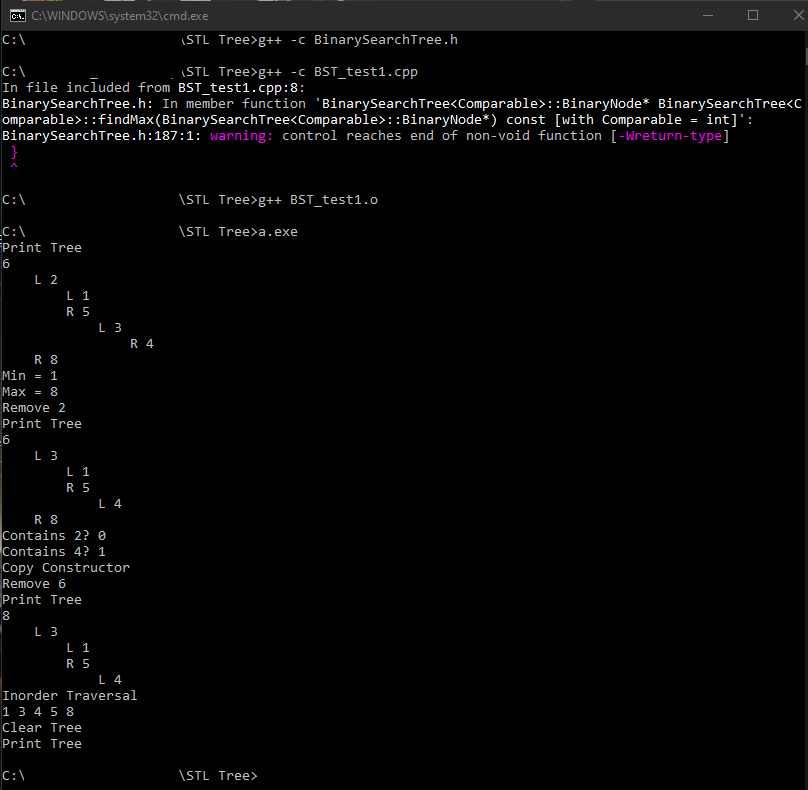 C:\WINDOWS\system32\cmd.exe
C:\ \STL Tree>g++ -c BinarySearchTree.h
C:\ \STL Tree>g++ -c BST_test1.cpp
In file included from BST_test1.cpp:8:
BinarySearchTree.h: In member function 'BinarySearchTree<Comparable>::BinaryNode* BinarySearchTree<C
omparable>::findMax(BinarySearchTree<Comparable>::BinaryNode*) const [with Comparable = int]':
BinarySearchTree.h:187:1: warning: control reaches end of non-void function [-Wreturn-type]
 }
 ^
C:\ \STL Tree>g++ BST_test1.o
C:\ \STL Tree>a.exe
Print Tree
6
    L 2
        L 1
        R 5
            L 3
                R 4
    R 8
Min = 1
Max = 8
Remove 2
Print Tree
6
    L 3
        L 1
        R 5
            L 4
    R 8
Contains 2? 0
Contains 4? 1
Copy Constructor
Remove 6
Print Tree
8
    L 3
        L 1
        R 5
            L 4
Inorder Traversal
1 3 4 5 8
Clear Tree
Print Tree
C:\ \STL Tree>